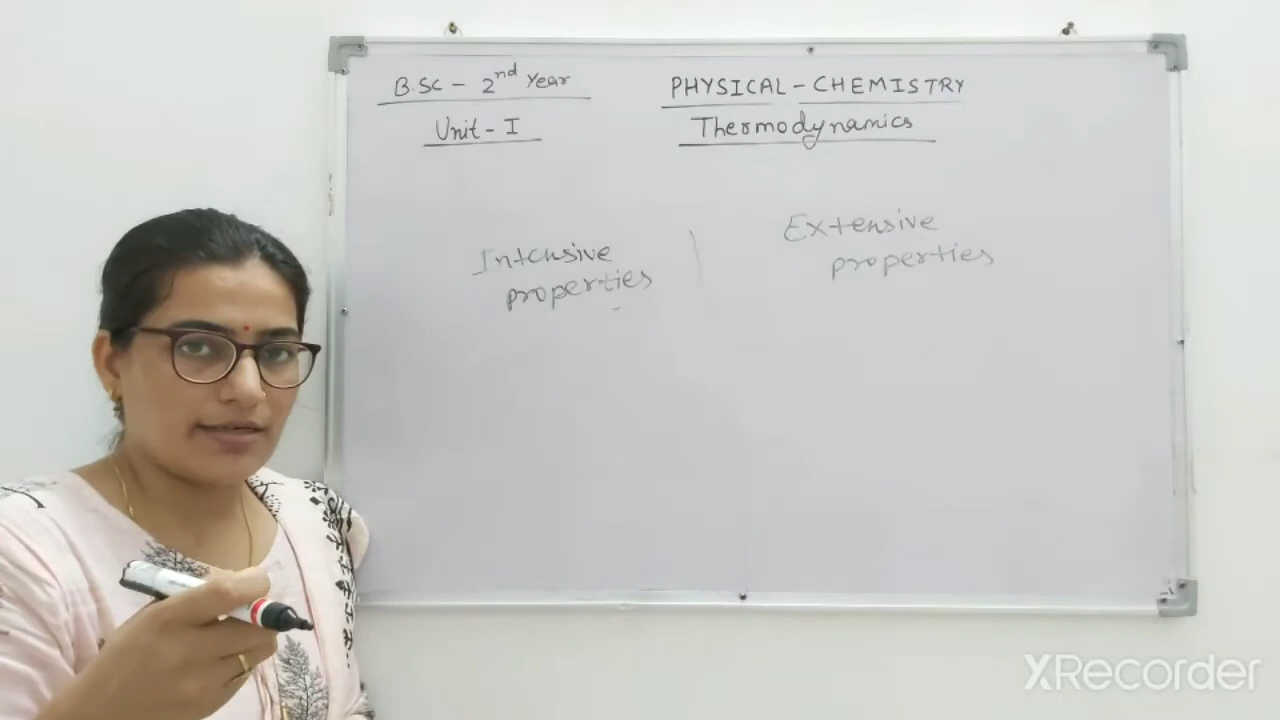 B.SC - 2nd Year
Unit - I
PHYSICAL - CHEMISTRY
Thermodynamics
Intensive
properties
Extensive
properties
XRecorder